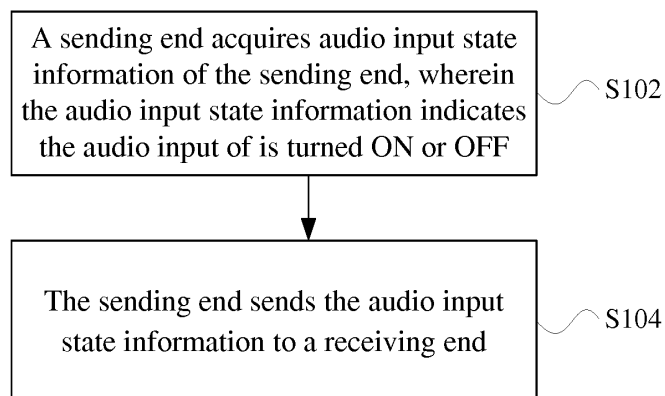 A sending end acquires audio input state
information of the sending end, wherein
the audio input state information indicates
the audio input of is turned ON or OFF
S102
The sending end sends the audio input
state information to a receiving end
S104